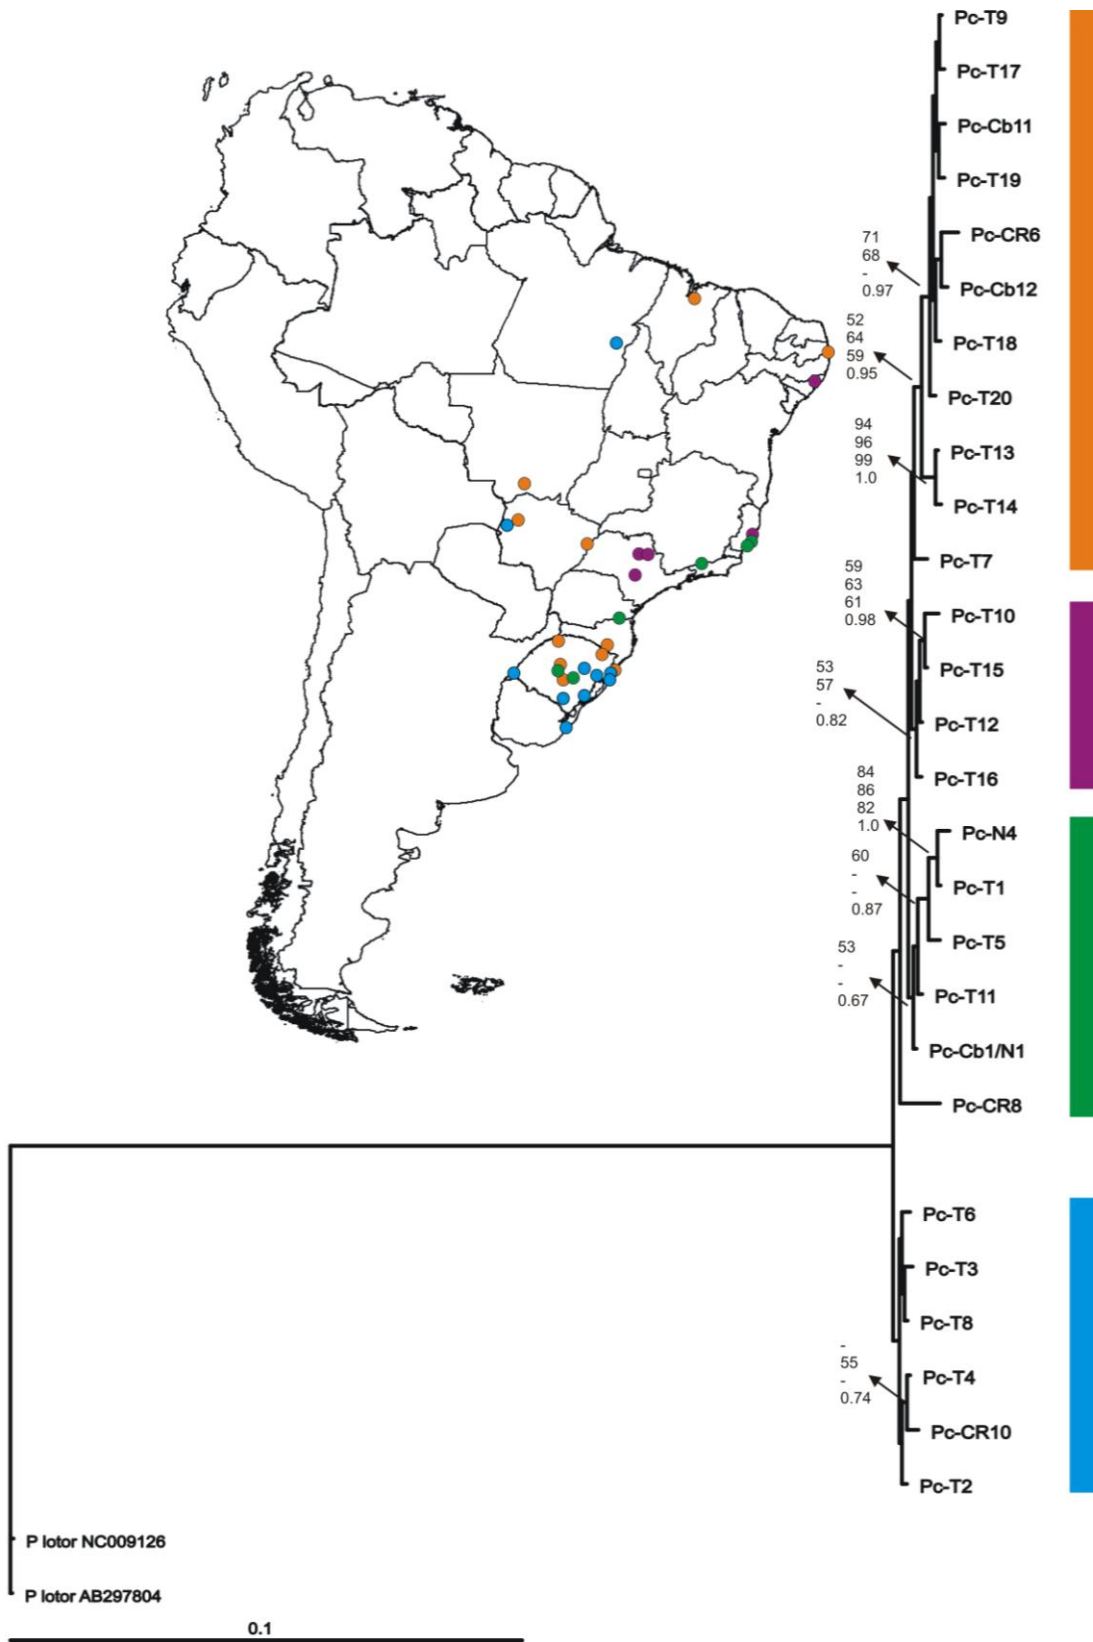 Pc-T9
Pc-T17
Pc-Cb11
Pc-T19
Pc-CR6
71
68
-
0.97
Pc-Cb12
Pc-T18
52
64
59
0.95
Pc-T20
94
96
99
1.0
Pc-T13
Pc-T14
Pc-T7
59
63
61
0.98
Pc-T10
Pc-T15
53
57
-
0.82
Pc-T12
Pc-T16
84
86
82
1.0
Pc-N4
60
-
-
0.87
Pc-T1
Pc-T5
53
-
-
0.67
Pc-T11
Pc-Cb1/N1
Pc-CR8
Pc-T6
Pc-T3
Pc-T8
-
55
-
0.74
Pc-T4
Pc-CR10
Pc-T2
P lotor NC009126
P lotor AB297804
0.1